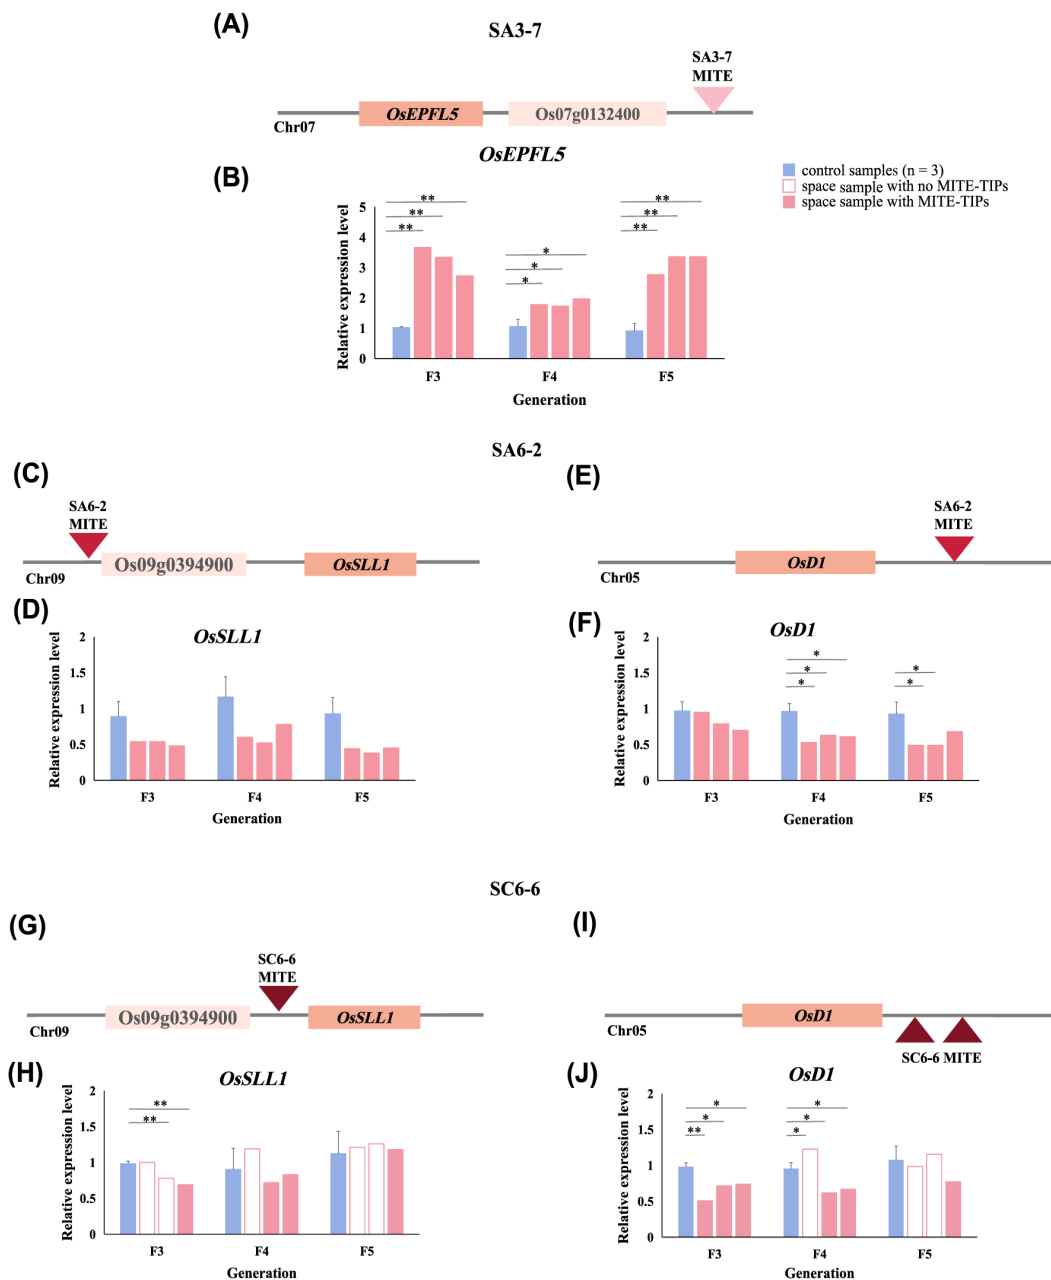 (A)
SA3-7
SA3-7
MITE
OsEPFL5
Os07g0132400
Chr07
(B)
OsEPFL5
control samples (n = 3)
space sample with no MITE-TIPs
space sample with MITE-TIPs
Relative expression level
5
4
3
2
1
0
**
**
**
*
*
*
**
**
**
F3
F4
F5
Generation
SA6-2
(C)
SA6-2
MITE
Os09g0394900
OsSLL1
Chr09
(E)
SA6-2
MITE
OsD1
Chr05
(D)
OsSLL1
Relative expression level
2
1.5
1
0.5
0
F3
F4
F5
Generation
(F)
OsD1
Relative expression level
2
1.5
1
0.5
0
*
*
*
*
*
F3
F4
F5
Generation
SC6-6
(G)
SC6-6
MITE
Os09g0394900
OsSLL1
Chr09
(I)
OsD1
Chr05
SC6-6 MITE
(H)
OsSLL1
Relative expression level
2
1.5
1
0.5
0
**
**
F3
F4
F5
Generation
(J)
OsD1
Relative expression level
2
1.5
1
0.5
0
*
*
**
*
*
*
F3
F4
F5
Generation